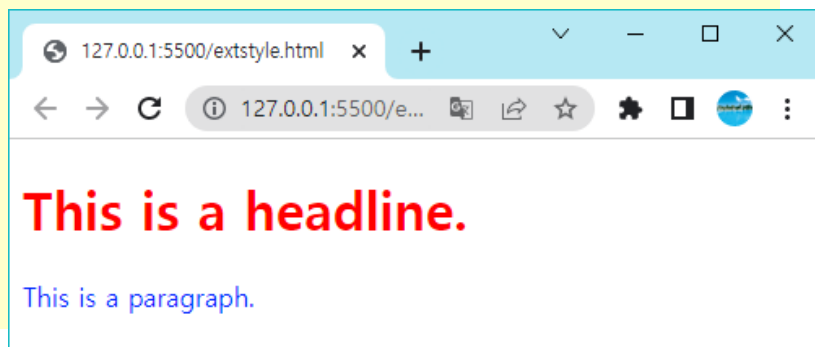 127.0.0.1:5500/extstyle.html
127.0.0.1:5500/e...
This is a headline.
This is a paragraph.